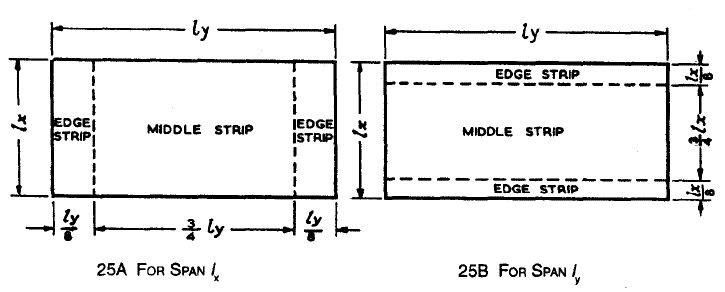 ly
lx
EDGE STRIP
MIDDLE STRIP
EDGE STRIP
ly/8
3/4 ly
ly/8
25A FOR SPAN lx
ly
lx
EDGE STRIP
MIDDLE STRIP
EDGE STRIP
lx/8
3/4 lx
lx/8
25B FOR SPAN ly